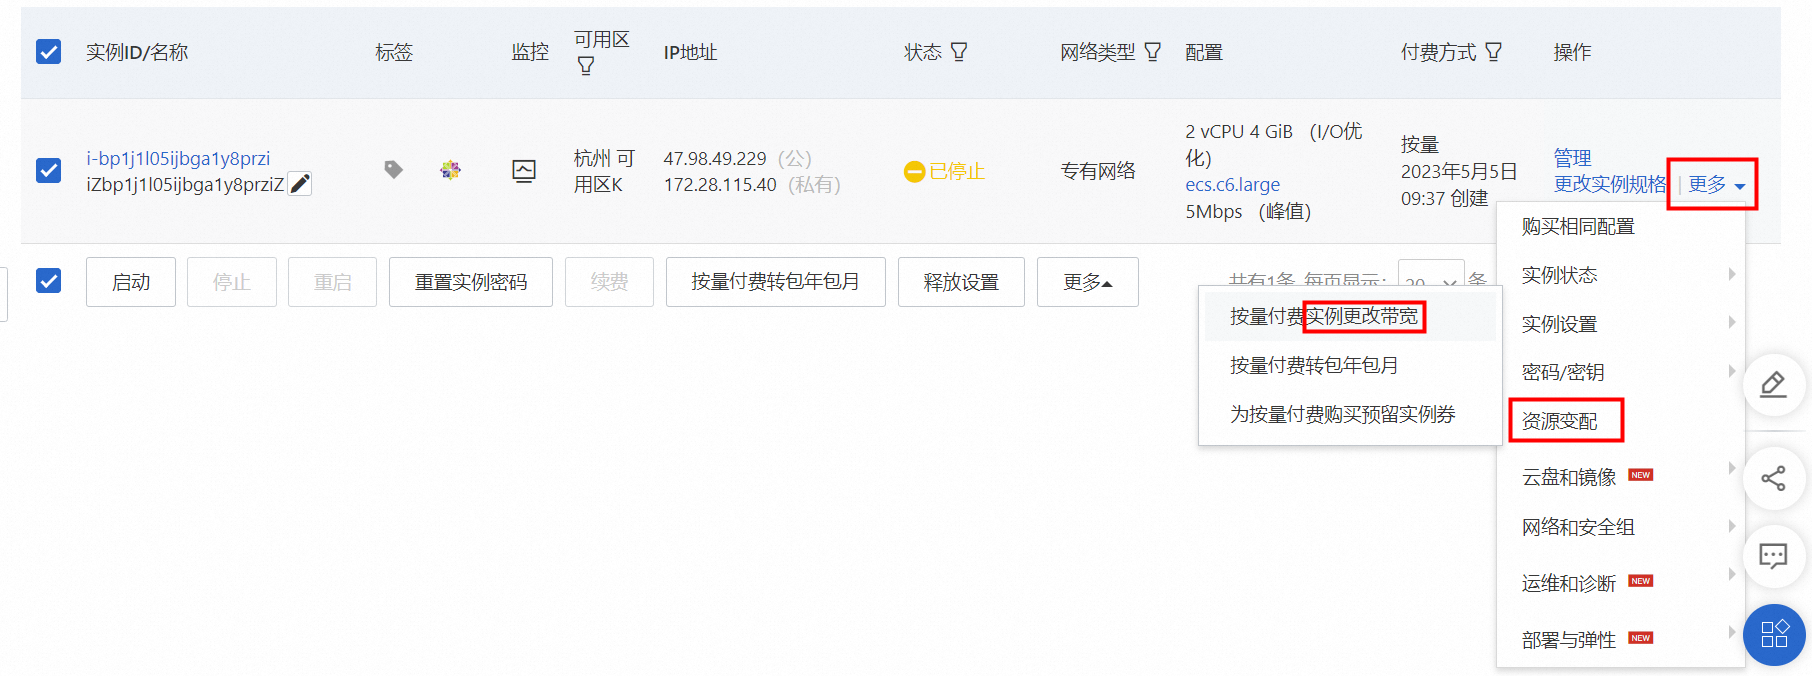 实例ID/名称
标签
监控
可用区
IP地址
状态
网络类型
配置
付费方式
操作
i-bp1j1l05ijbga1y8przi
iZbp1j1l05ijbga1y8prziZ
杭州 可
用区K
47.98.49.229 (公)
172.28.115.40 (私有)
已停止
专有网络
2 vCPU 4 GiB (I/O优
化)
ecs.c6.large
5Mbps (峰值)
按量
2023年5月5日
09:37 创建
管理
更改实例规格 | 更多
启动
停止
重启
重置实例密码
续费
按量付费转包年包月
释放设置
更多
共有1条 每页显示: 20 条
按量付费实例更改带宽
按量付费转包年包月
为按量付费购买预留实例券
购买相同配置
实例状态
实例设置
密码/密钥
资源变配
云盘和镜像 NEW
网络和安全组
运维和诊断 NEW
部署与弹性 NEW